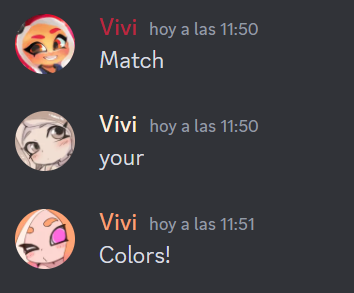 Vivi hoy a las 11:50
Match
Vivi hoy a las 11:50
your
Vivi hoy a las 11:51
Colors!